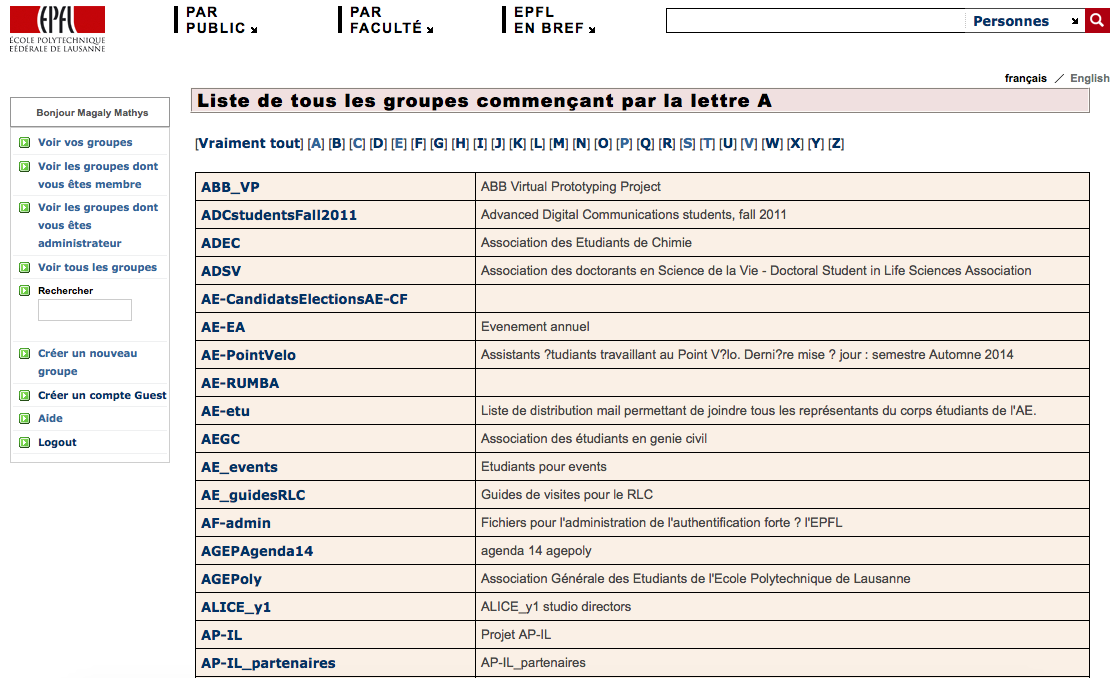 EPFL
ÉCOLE POLYTECHNIQUE
FÉDÉRALE DE LAUSANNE
PAR
PUBLIC
PAR
FACULTÉ
EPFL
EN BREF
Personnes
français / English
Bonjour Magaly Mathys
Voir vos groupes
Voir les groupes dont
vous êtes membre
Voir les groupes dont
vous êtes
administrateur
Voir tous les groupes
Rechercher
Créer un nouveau
groupe
Créer un compte Guest
Aide
Logout
Liste de tous les groupes commençant par la lettre A
[Vraiment tout] [A] [B] [C] [D] [E] [F] [G] [H] [I] [J] [K] [L] [M] [N] [O] [P] [Q] [R] [S] [T] [U] [V] [W] [X] [Y] [Z]
ABB_VP ABB Virtual Prototyping Project
ADCstudentsFall2011 Advanced Digital Communications students, fall 2011
ADEC Association des Etudiants de Chimie
ADSV Association des doctorants en Science de la Vie - Doctoral Student in Life Sciences Association
AE-CandidatsElectionsAE-CF
AE-EA Evenement annuel
AE-PointVelo Assistants ?tudiants travaillant au Point V?lo. Derni?re mise ? jour : semestre Automne 2014
AE-RUMBA
AE-etu Liste de distribution mail permettant de joindre tous les représentants du corps étudiants de l'AE.
AEGC Association des étudiants en genie civil
AE_events Etudiants pour events
AE_guidesRLC Guides de visites pour le RLC
AF-admin Fichiers pour l'administration de l'authentification forte ? l'EPFL
AGEPAgenda14 agenda 14 agepoly
AGEPoly Association Générale des Etudiants de l'Ecole Polytechnique de Lausanne
ALICE_y1 ALICE_y1 studio directors
AP-IL Projet AP-IL
AP-IL_partenaires AP-IL_partenaires